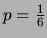 p = 1/6